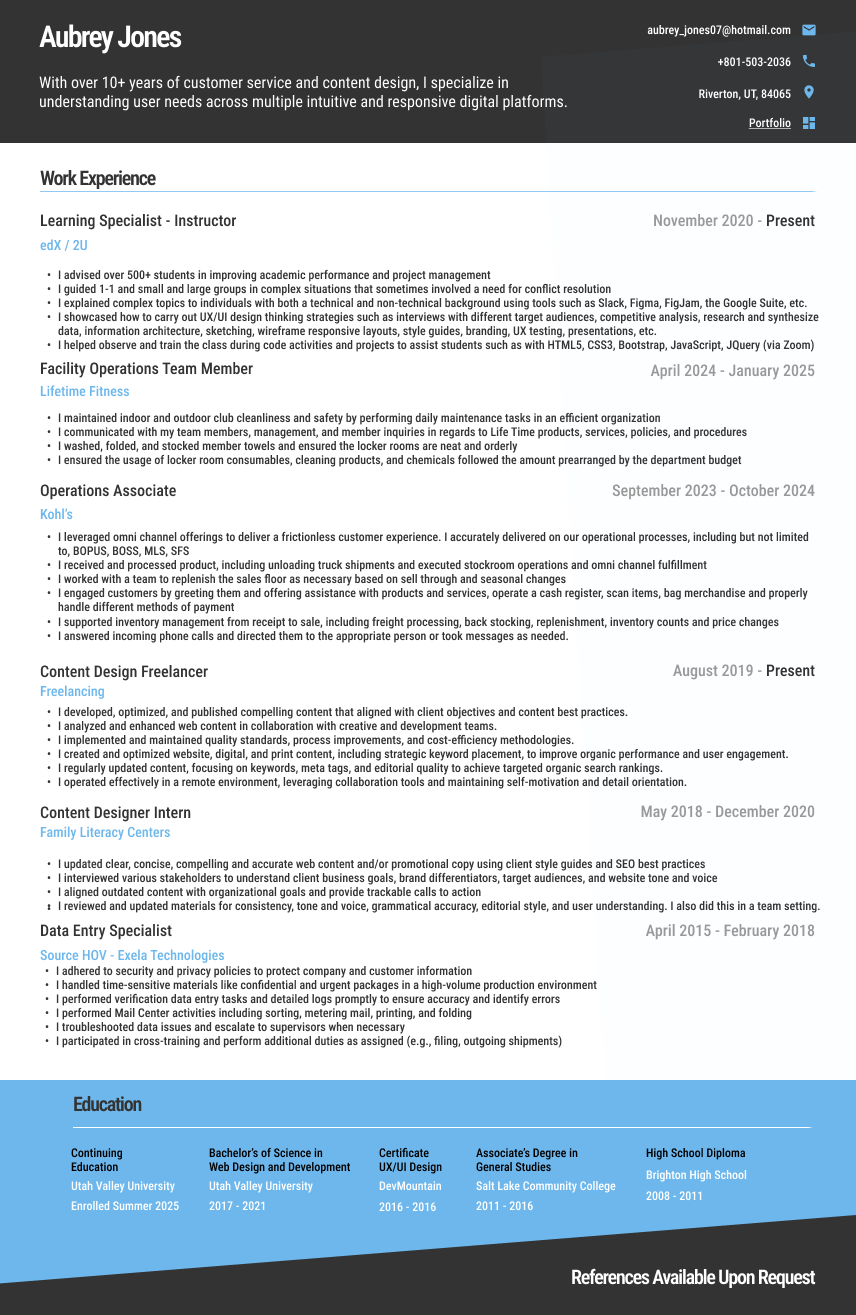 Aubrey Jones
With over 10+ years of customer service and content design, I specialize in
understanding user needs across multiple intuitive and responsive digital platforms.
aubrey_jones07@hotmail.com
+801-503-2036
Riverton, UT, 84065
Portfolio
Work Experience
Learning Specialist - Instructor
November 2020 - Present
edX / 2U
• I advised over 500+ students in improving academic performance and project management
• I guided 1-1 and small and large groups in complex situations that sometimes involved a need for conflict resolution
• I explained complex topics to individuals with both a technical and non-technical background using tools such as Slack, Figma, FigJam, the Google Suite, etc.
• I showcased how to carry out UX/UI design thinking strategies such as interviews with different target audiences, competitive analysis, research and synthesize
data, information architecture, sketching, wireframe responsive layouts, style guides, branding, UX testing, presentations, etc.
• I helped observe and train the class during code activities and projects to assist students such as with HTML5, CSS3, Bootstrap, JavaScript, JQuery (via Zoom)
Facility Operations Team Member
April 2024 - January 2025
Lifetime Fitness
• I maintained indoor and outdoor club cleanliness and safety by performing daily maintenance tasks in an efficient organization
• I communicated with my team members, management, and member inquiries in regards to Life Time products, services, policies, and procedures
• I washed, folded, and stocked member towels and ensured the locker rooms are neat and orderly
• I ensured the usage of locker room consumables, cleaning products, and chemicals followed the amount prearranged by the department budget
Operations Associate
September 2023 - October 2024
Kohl's
• I leveraged omni channel offerings to deliver a frictionless customer experience. I accurately delivered on our operational processes, including but not limited
to, BOPUS, BOSS, MLS, SFS
• I received and processed product, including unloading truck shipments and executed stockroom operations and omni channel fulfillment
• I worked with a team to replenish the sales floor as necessary based on sell through and seasonal changes
• I engaged customers by greeting them and offering assistance with products and services, operate a cash register, scan items, bag merchandise and properly
handle different methods of payment
• I supported inventory management from receipt to sale, including freight processing, back stocking, replenishment, inventory counts and price changes
• I answered incoming phone calls and directed them to the appropriate person or took messages as needed.
Content Design Freelancer
August 2019 - Present
Freelancing
• I developed, optimized, and published compelling content that aligned with client objectives and content best practices.
• I analyzed and enhanced web content in collaboration with creative and development teams.
• I implemented and maintained quality standards, process improvements, and cost-efficiency methodologies.
• I created and optimized website, digital, and print content, including strategic keyword placement, to improve organic performance and user engagement.
• I regularly updated content, focusing on keywords, meta tags, and editorial quality to achieve targeted organic search rankings.
• I operated effectively in a remote environment, leveraging collaboration tools and maintaining self-motivation and detail orientation.
Content Designer Intern
May 2018 - December 2020
Family Literacy Centers
• I updated clear, concise, compelling and accurate web content and/or promotional copy using client style guides and SEO best practices
• I interviewed various stakeholders to understand client business goals, brand differentiators, target audiences, and website tone and voice
• I aligned outdated content with organizational goals and provide trackable calls to action
• I reviewed and updated materials for consistency, tone and voice, grammatical accuracy, editorial style, and user understanding. I also did this in a team setting.
Data Entry Specialist
April 2015 - February 2018
Source HOV - Exela Technologies
• I adhered to security and privacy policies to protect company and customer information
• I handled time-sensitive materials like confidential and urgent packages in a high-volume production environment
• I performed verification data entry tasks and detailed logs promptly to ensure accuracy and identify errors
• I performed Mail Center activities including sorting, metering mail, printing, and folding
• I troubleshooted data issues and escalate to supervisors when necessary
• I participated in cross-training and perform additional duties as assigned (e.g., filing, outgoing shipments)
Education
Continuing
Education
Utah Valley University
Enrolled Summer 2025
Bachelor's of Science in
Web Design and Development
Utah Valley University
2017 - 2021
Certificate
UX/UI Design
DevMountain
2016 - 2016
Associate's Degree in
General Studies
Salt Lake Community College
2011 - 2016
High School Diploma
Brighton High School
2008 - 2011
References Available Upon Request